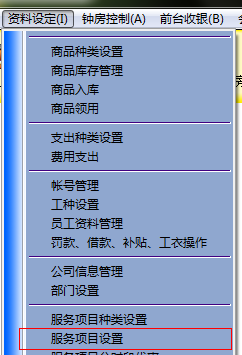 资料设定(I) 钟房控制(A) 前台收银(B)
商品种类设置
商品库存管理
商品入库
商品领用
支出种类设置
费用支出
帐号管理
工种设置
员工资料管理
罚款、借款、补贴、工衣操作
公司信息管理
部门设置
服务项目种类设置
服务项目设置